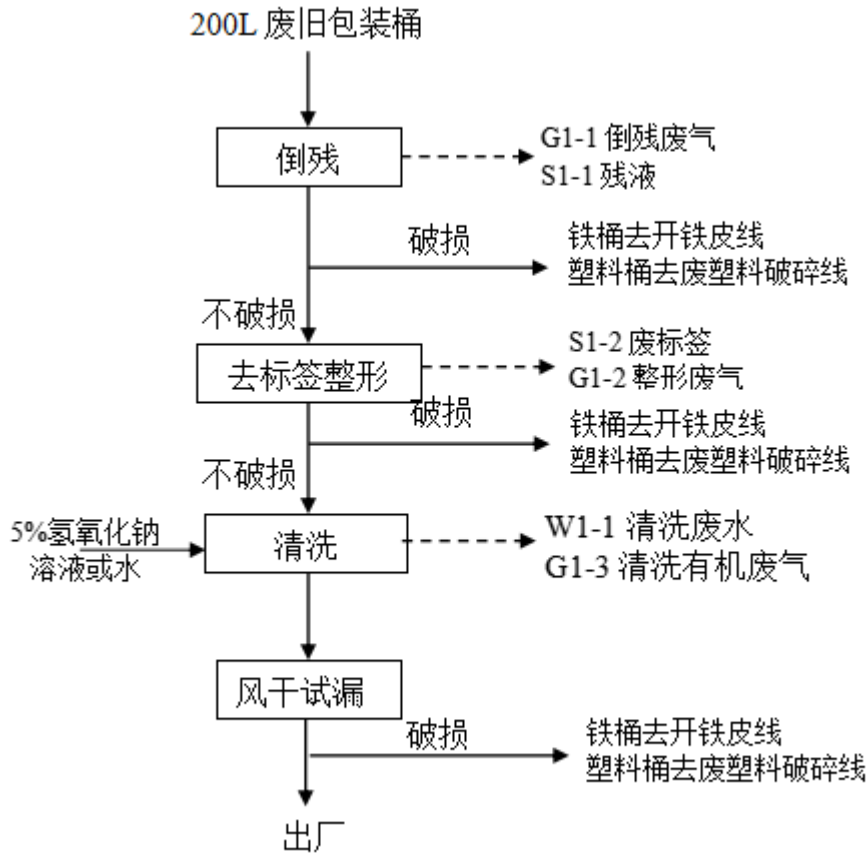 200L 废旧包装桶
倒残
G1-1 倒残废气
S1-1 残液
破损
铁桶去开铁皮线
塑料桶去废塑料破碎线
不破损
去标签整形
S1-2 废标签
G1-2 整形废气
破损
铁桶去开铁皮线
塑料桶去废塑料破碎线
不破损
5%氢氧化钠
溶液或水
清洗
W1-1 清洗废水
G1-3 清洗有机废气
风干试漏
破损
铁桶去开铁皮线
塑料桶去废塑料破碎线
出厂